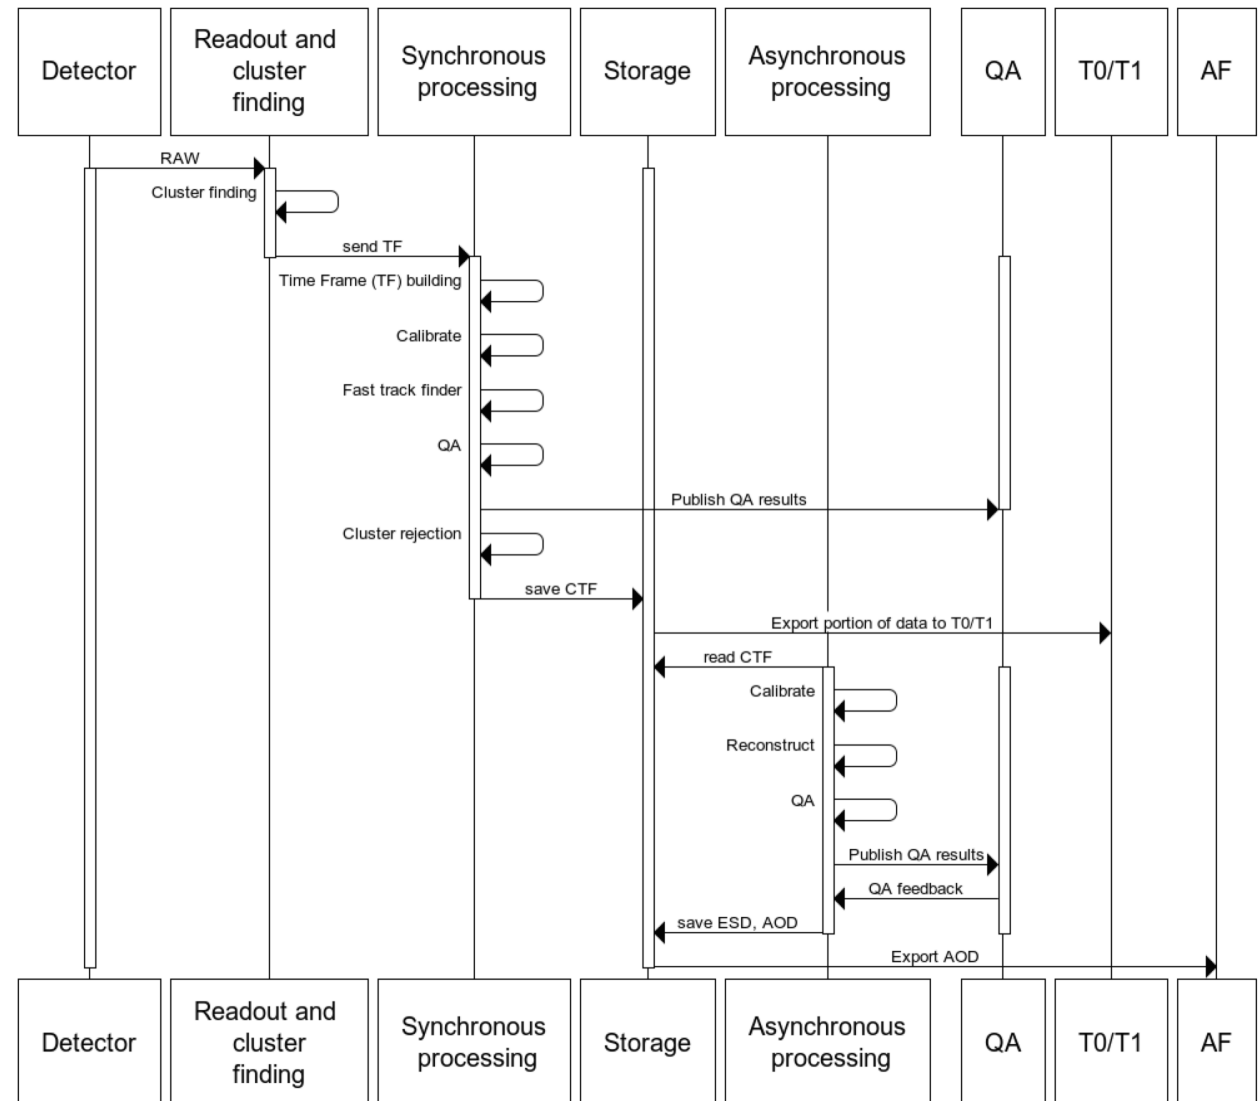 Detector
Readout and
cluster
finding
Synchronous
processing
Storage
Asynchronous
processing
QA
T0/T1
AF
RAW
Cluster finding
send TF
Time Frame (TF) building
Calibrate
Fast track finder
QA
Publish QA results
Cluster rejection
save CTF
Export portion of data to T0/T1
read CTF
Calibrate
Reconstruct
QA
Publish QA results
QA feedback
save ESD, AOD
Export AOD
Detector
Readout and
cluster
finding
Synchronous
processing
Storage
Asynchronous
processing
QA
T0/T1
AF